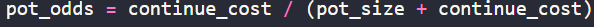 pot_odds = continue_cost / (pot_size + continue_cost)